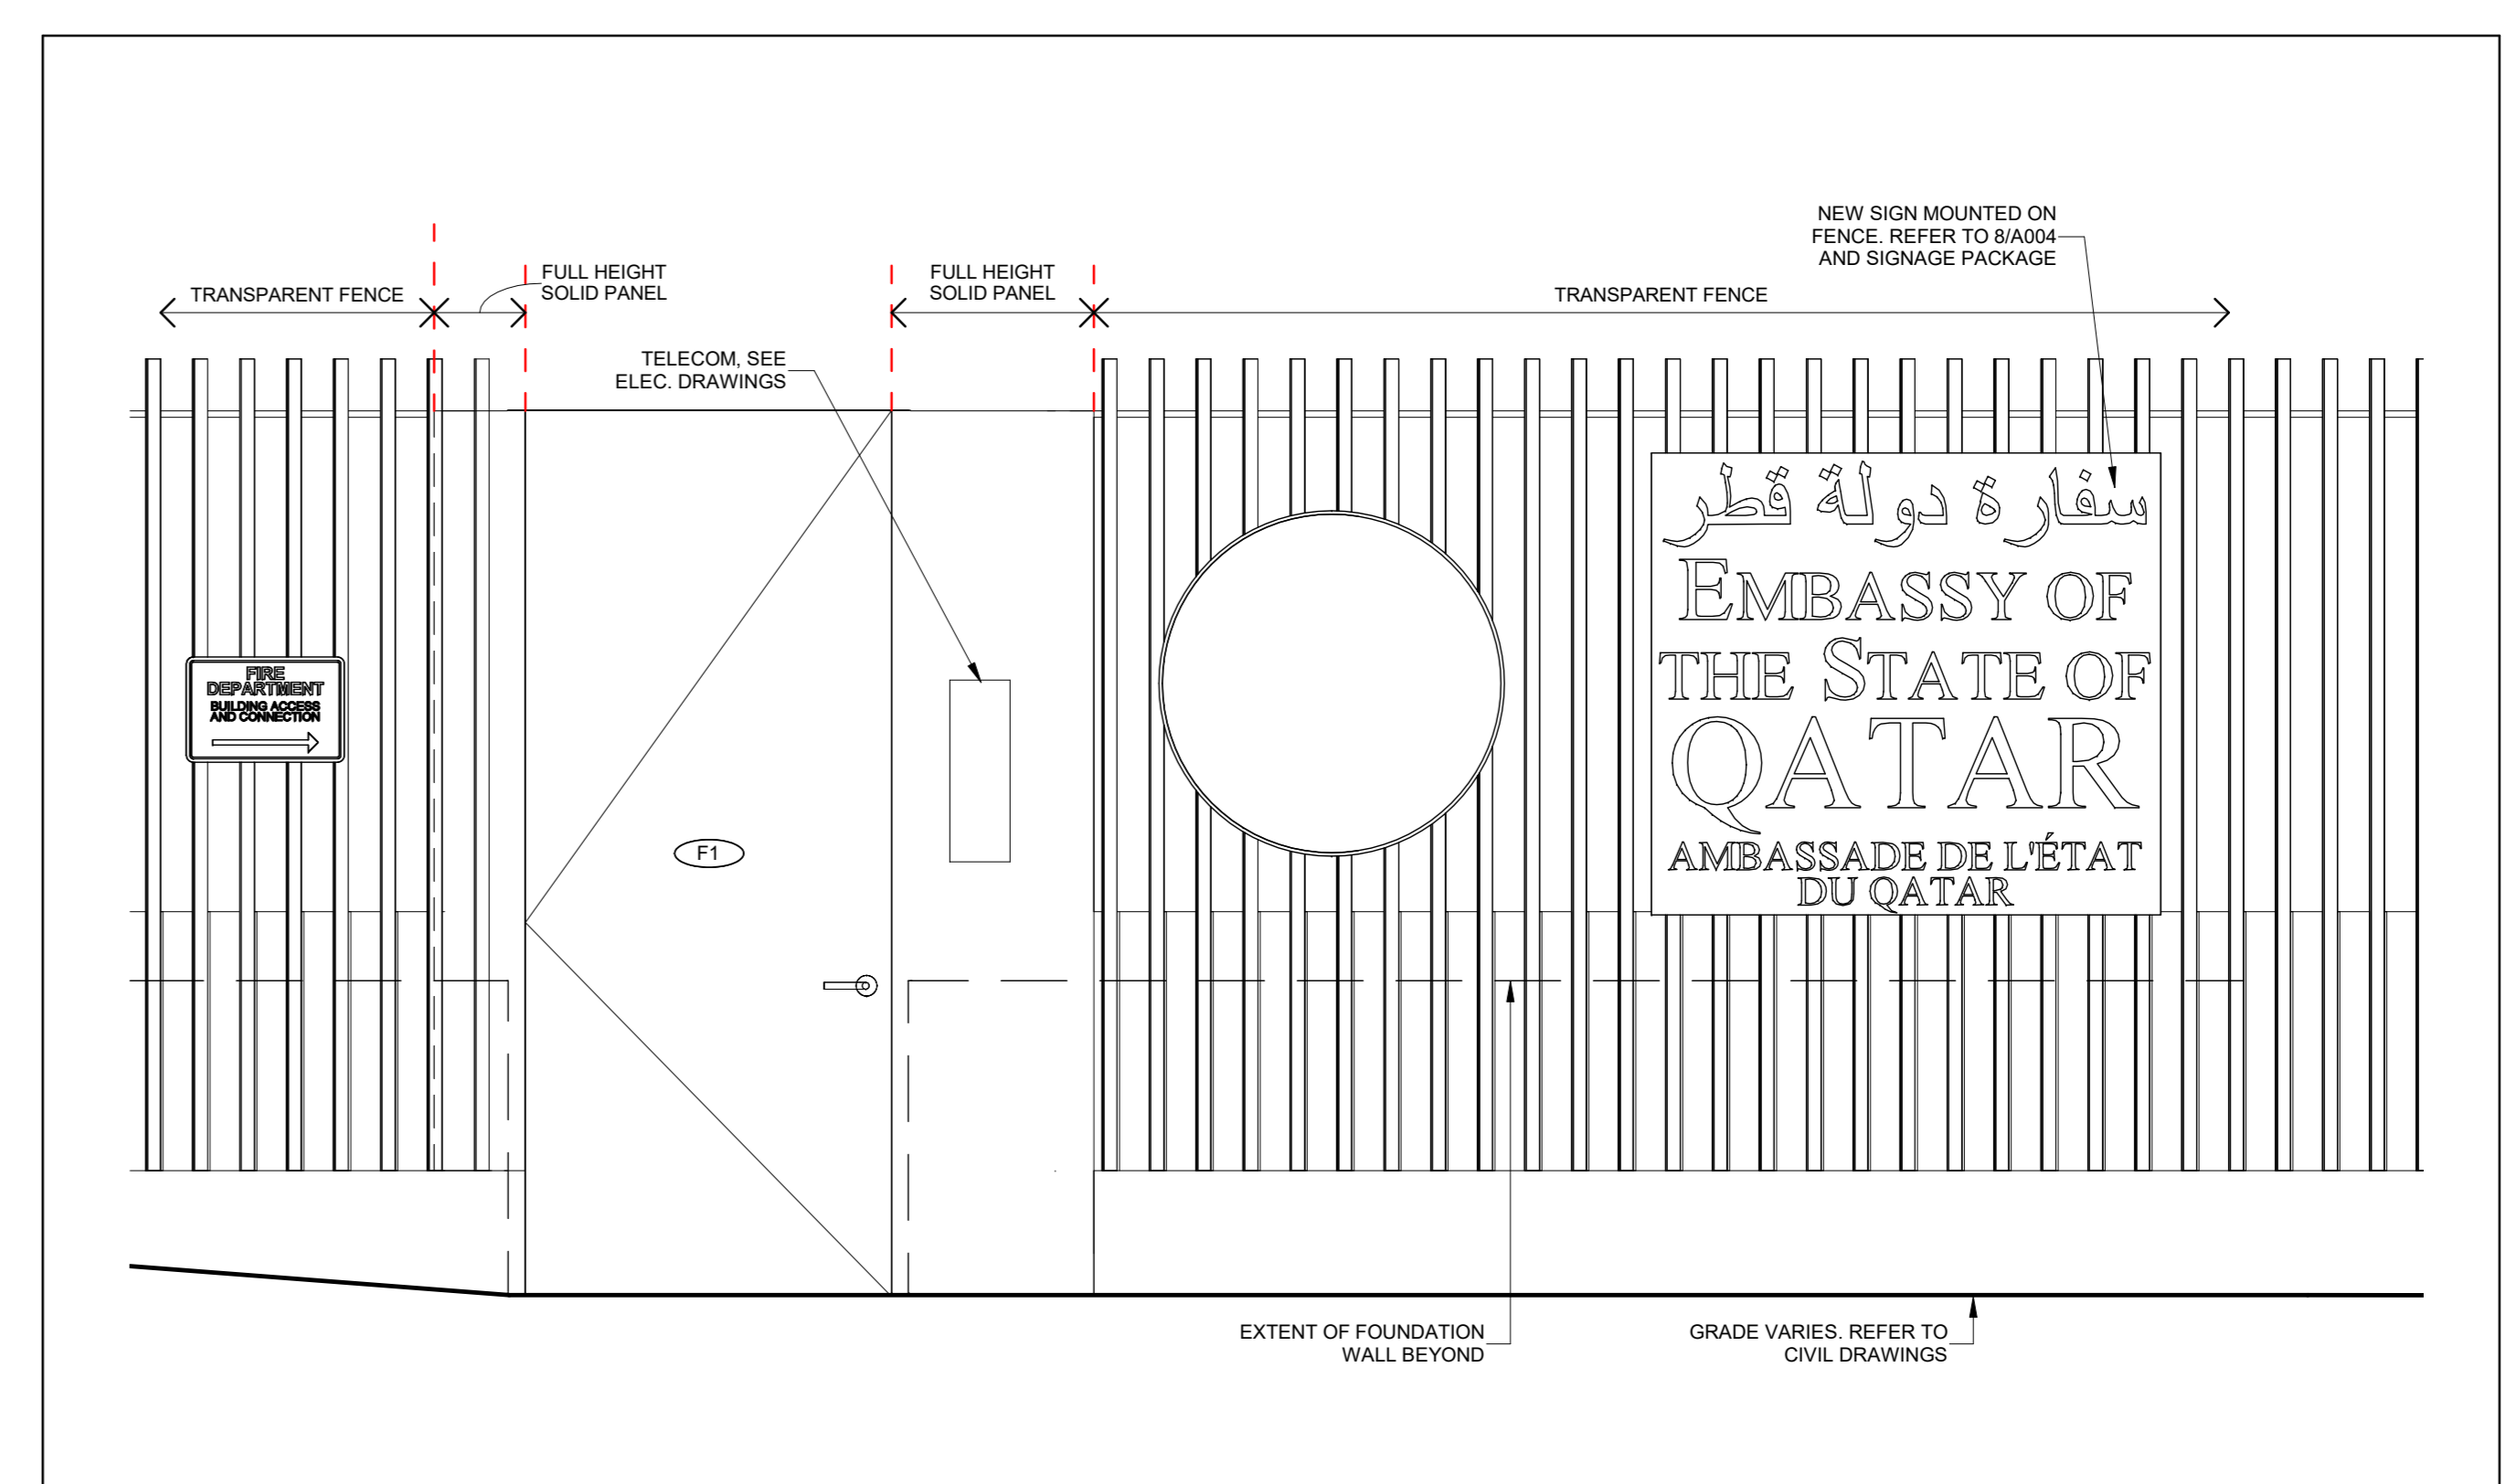 NEW SIGN MOUNTED ON
FENCE. REFER TO 8/A004
AND SIGNAGE PACKAGE
TRANSPARENT FENCE
FULL HEIGHT
SOLID PANEL
FULL HEIGHT
SOLID PANEL
TRANSPARENT FENCE
TELECOM, SEE
ELEC. DRAWINGS
FIRE
DEPARTMENT
BUILDING ACCESS
AND CONNECTION
F1
سفارة دولة قطر
EMBASSY OF
THE STATE OF
QATAR
AMBASSADE DE L'ÉTAT
DU QATAR
EXTENT OF FOUNDATION
WALL BEYOND
GRADE VARIES. REFER TO
CIVIL DRAWINGS